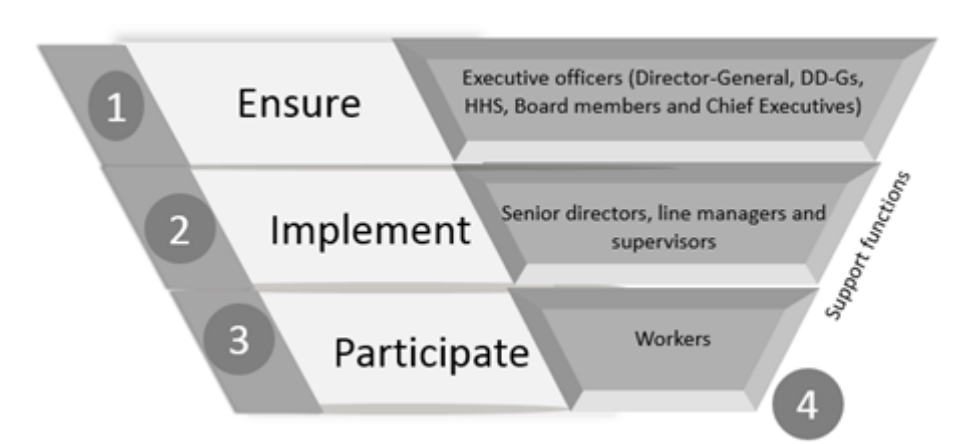 1
Ensure
Executive officers (Director-General, DD-Gs,
HHS, Board members and Chief Executives)
2
Implement
Senior directors, line managers and
supervisors
3
Participate
Workers
Support functions
4